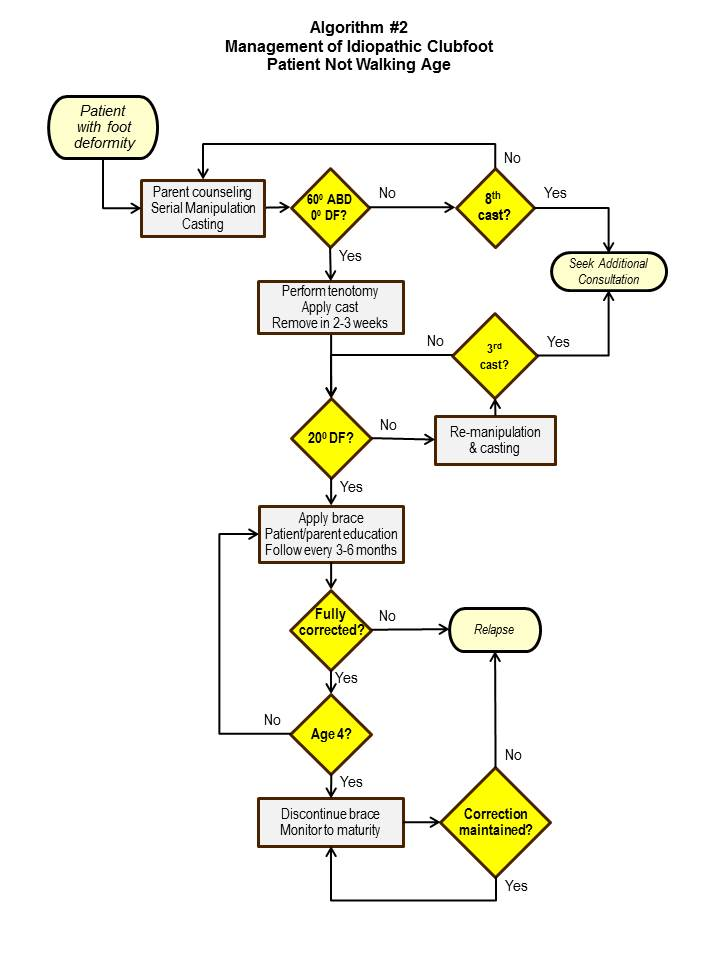 Algorithm #2
Management of Idiopathic Clubfoot
Patient Not Walking Age
Patient
with foot
deformity
No
Parent counseling
Serial Manipulation
Casting
60⁰ ABD
0⁰ DF?
No
8th
cast?
Yes
Yes
Seek Additional
Consultation
Perform tenotomy
Apply cast
Remove in 2-3 weeks
No
3rd
cast?
Yes
20⁰ DF?
No
Re-manipulation
& casting
Yes
Apply brace
Patient/parent education
Follow every 3-6 months
Fully
corrected?
No
Relapse
Yes
No
Age 4?
Yes
No
Discontinue brace
Monitor to maturity
Correction
maintained?
Yes